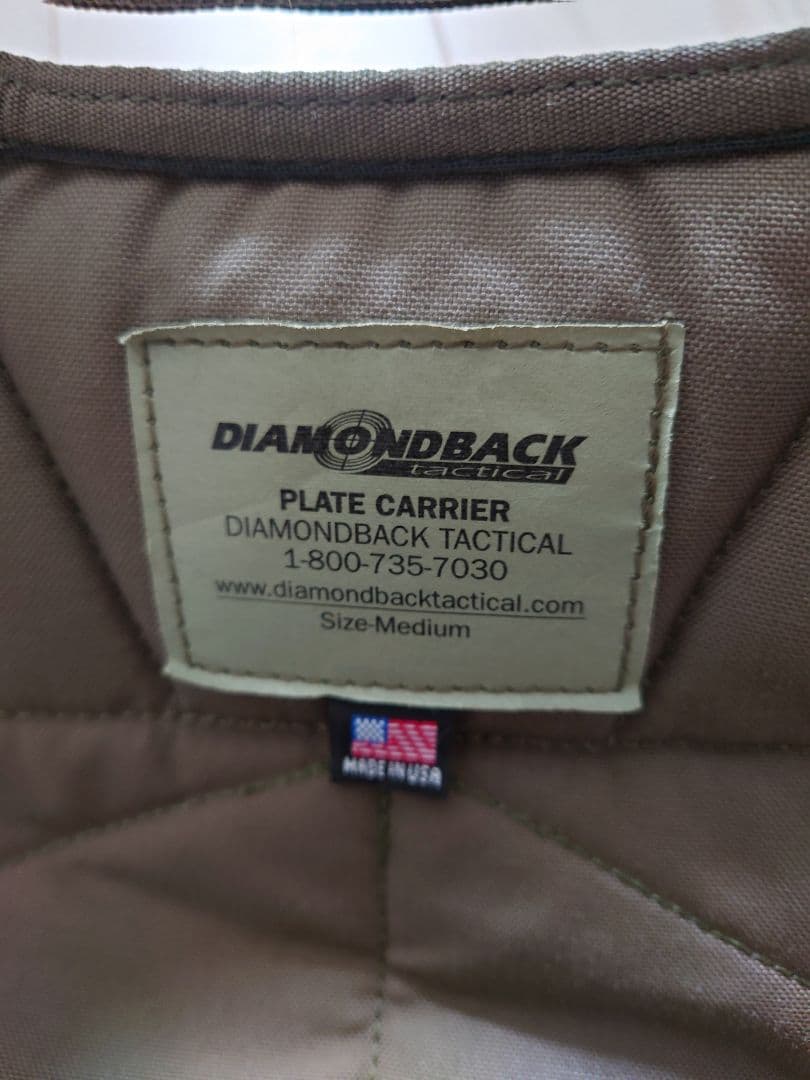 DIAMONDBACK
tactical
PLATE CARRIER
DIAMONDBACK TACTICAL
1-800-735-7030
www.diamondbacktactical.com
Size-Medium
MADE IN USA